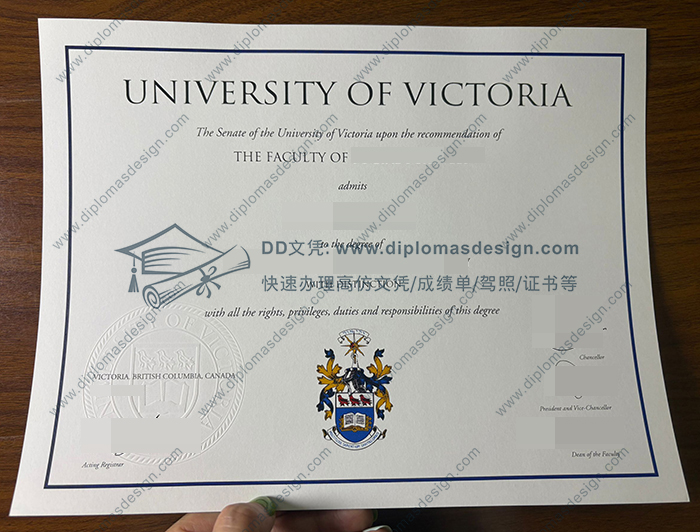 UNIVERSITY OF VICTORIA
The Senate of the University of Victoria upon the recommendation of
THE FACULTY OF
admits
to the degree of
DD文凭: www.diplomasdesign.com
快速办理高仿文凭/成绩单/驾照/证书等
WITH DISTINCTION
with all the rights, privileges, duties and responsibilities of this degree
VICTORIA, BRITISH COLUMBIA, CANADA
Chancellor
President and Vice-Chancellor
Acting Registrar
Dean of the Faculty
www.diplomasdesign.com